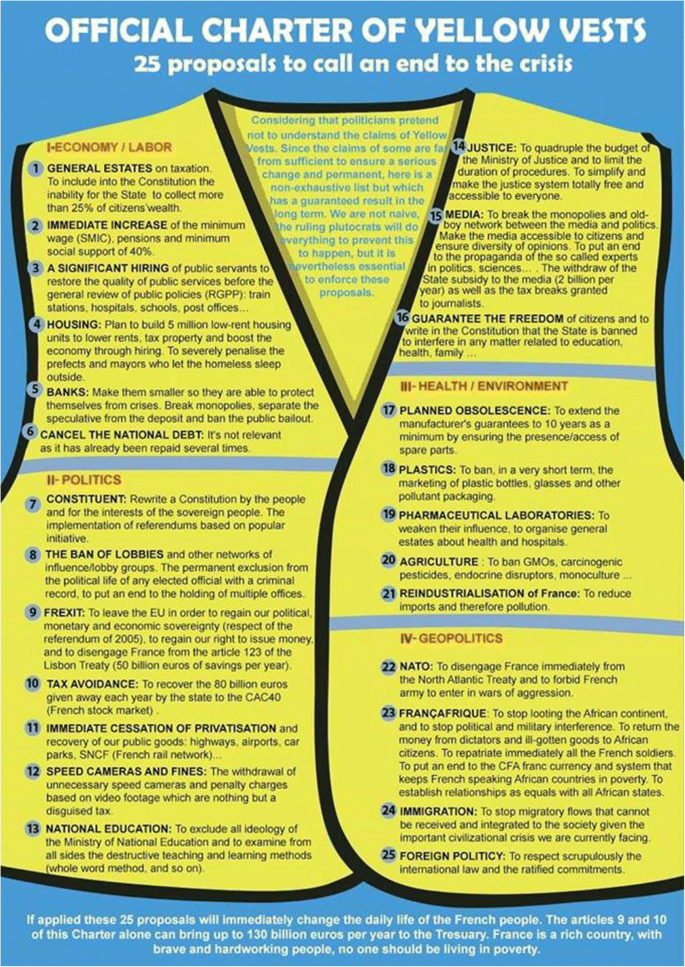 OFFICIAL CHARTER OF YELLOW VESTS
25 proposals to call an end to the crisis
Considering that politicians pretend
not to understand the claims of Yellow
Vests. Since the claims of some are far
from sufficient to ensure a serious
change and permanent, here is a
non-exhaustive list but which
has a guaranteed result in the
long term. We are not naive,
the ruling plutocrats will do
everything to prevent this
to happen, but it is
nevertheless essential
to enforce these
proposals.
I-ECONOMY / LABOR
1 GENERAL ESTATES on taxation.
To include into the Constitution the
inability for the State to collect more
than 25% of citizens'wealth.
2 IMMEDIATE INCREASE of the minimum
wage (SMIC), pensions and minimum
social support of 40%.
3 A SIGNIFICANT HIRING of public servants to
restore the quality of public services before the
general review of public policies (RGPP): train
stations, hospitals, schools, post offices…
4 HOUSING: Plan to build 5 million low-rent housing
units to lower rents, tax property and boost the
economy through hiring. To severely penalise the
prefects and mayors who let the homeless sleep
outside.
5 BANKS: Make them smaller so they are able to protect
themselves from crises. Break monopolies, separate the
speculative from the deposit and ban the public bailout.
6 CANCEL THE NATIONAL DEBT: It's not relevant
as it has already been repaid several times.
II- POLITICS
7 CONSTITUENT: Rewrite a Constitution by the people
and for the interests of the sovereign people. The
implementation of referendums based on popular
initiative.
8 THE BAN OF LOBBIES and other networks of
influence/lobby groups. The permanent exclusion from
the political life of any elected official with a criminal
record, to put an end to the holding of multiple offices.
9 FREXIT: To leave the EU in order to regain our political,
monetary and economic sovereignty (respect of the
referendum of 2005), to regain our right to issue money,
and to disengage France from the article 123 of the
Lisbon Treaty (50 billion euros of savings per year).
10 TAX AVOIDANCE: To recover the 80 billion euros
given away each year by the state to the CAC40
(French stock market) .
11 IMMEDIATE CESSATION OF PRIVATISATION and
recovery of our public goods: highways, airports, car
parks, SNCF (French rail network)...
12 SPEED CAMERAS AND FINES: The withdrawal of
unnecessary speed cameras and penalty charges
based on video footage which are nothing but a
disguised tax.
13 NATIONAL EDUCATION: To exclude all ideology of
the Ministry of National Education and to examine from
all sides the destructive teaching and learning methods
(whole word method, and so on).
14 JUSTICE: To quadruple the budget of
the Ministry of Justice and to limit the
duration of procedures. To simplify and
make the justice system totally free and
accessible to everyone.
15 MEDIA: To break the monopolies and old-
boy network between the media and politics.
Make the media accessible to citizens and
ensure diversity of opinions. To put an end
to the propaganda of the so called experts
in politics, sciences… . The withdraw of the
State subsidy to the media (2 billion per
year) as well as the tax breaks granted
to journalists.
16 GUARANTEE THE FREEDOM of citizens and to
write in the Constitution that the State is banned
to interfere in any matter related to education,
health, family ...
III- HEALTH / ENVIRONMENT
17 PLANNED OBSOLESCENCE: To extend the
manufacturer's guarantees to 10 years as a
minimum by ensuring the presence/access of
spare parts.
18 PLASTICS: To ban, in a very short term, the
marketing of plastic bottles, glasses and other
pollutant packaging.
19 PHARMACEUTICAL LABORATORIES: To
weaken their influence, to organise general
estates about health and hospitals.
20 AGRICULTURE : To ban GMOs, carcinogenic
pesticides, endocrine disruptors, monoculture ...
21 REINDUSTRIALISATION of France: To reduce
imports and therefore pollution.
IV- GEOPOLITICS
22 NATO: To disengage France immediately from
the North Atlantic Treaty and to forbid French
army to enter in wars of aggression.
23 FRANÇAFRIQUE: To stop looting the African continent,
and to stop political and military interference. To return the
money from dictators and ill-gotten goods to African
citizens. To repatriate immediately all the French soldiers.
To put an end to the CFA franc currency and system that
keeps French speaking African countries in poverty. To
establish relationships as equals with all African states.
24 IMMIGRATION: To stop migratory flows that cannot
be received and integrated to the society given the
important civilizational crisis we are currently facing.
25 FOREIGN POLITICY: To respect scrupulously the
international law and the ratified commitments.
If applied these 25 proposals will immediately change the daily life of the French people. The articles 9 and 10
of this Charter alone can bring up to 130 billion euros per year to the Tresuary. France is a rich country, with
brave and hardworking people, no one should be living in poverty.